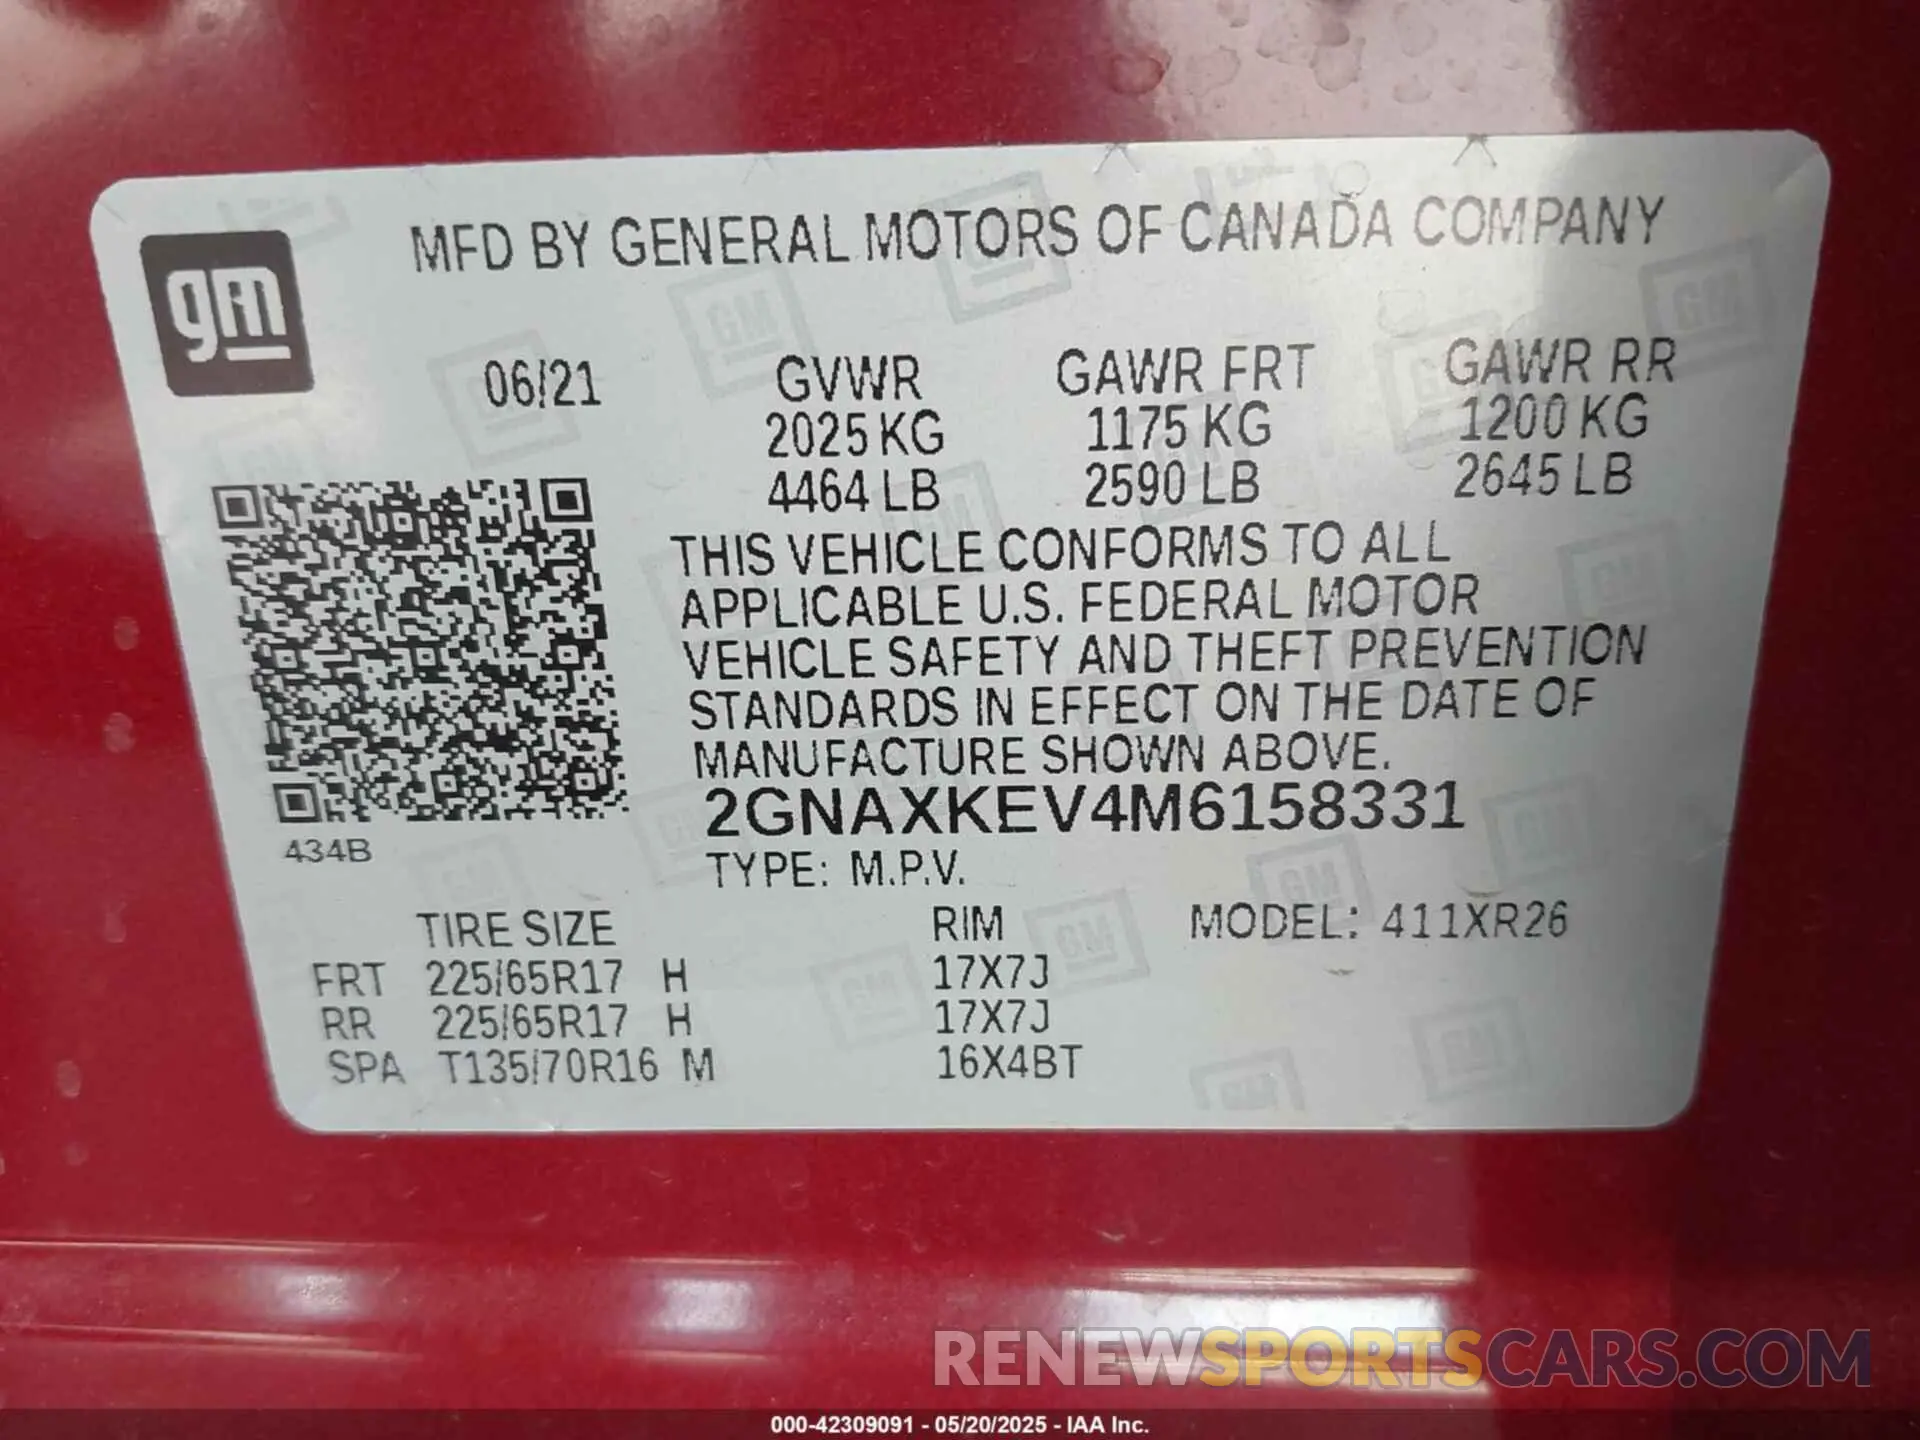 MFD BY GENERAL MOTORS OF CANADA COMPANY
gm
06/21 GVWR GAWR FRT GAWR RR
2025 KG 1175 KG 1200 KG
4464 LB 2590 LB 2645 LB
THIS VEHICLE CONFORMS TO ALL
APPLICABLE U.S. FEDERAL MOTOR
VEHICLE SAFETY AND THEFT PREVENTION
STANDARDS IN EFFECT ON THE DATE OF
MANUFACTURE SHOWN ABOVE.
2GNAXKEV4M6158331
434B
TYPE: M.P.V.
TIRE SIZE RIM MODEL: 411XR26
FRT 225/65R17 H 17X7J
RR 225/65R17 H 17X7J
SPA T135/70R16 M 16X4BT
RENEWSPORTSCARS.COM
000-42309091 - 05/20/2025 - IAA Inc.